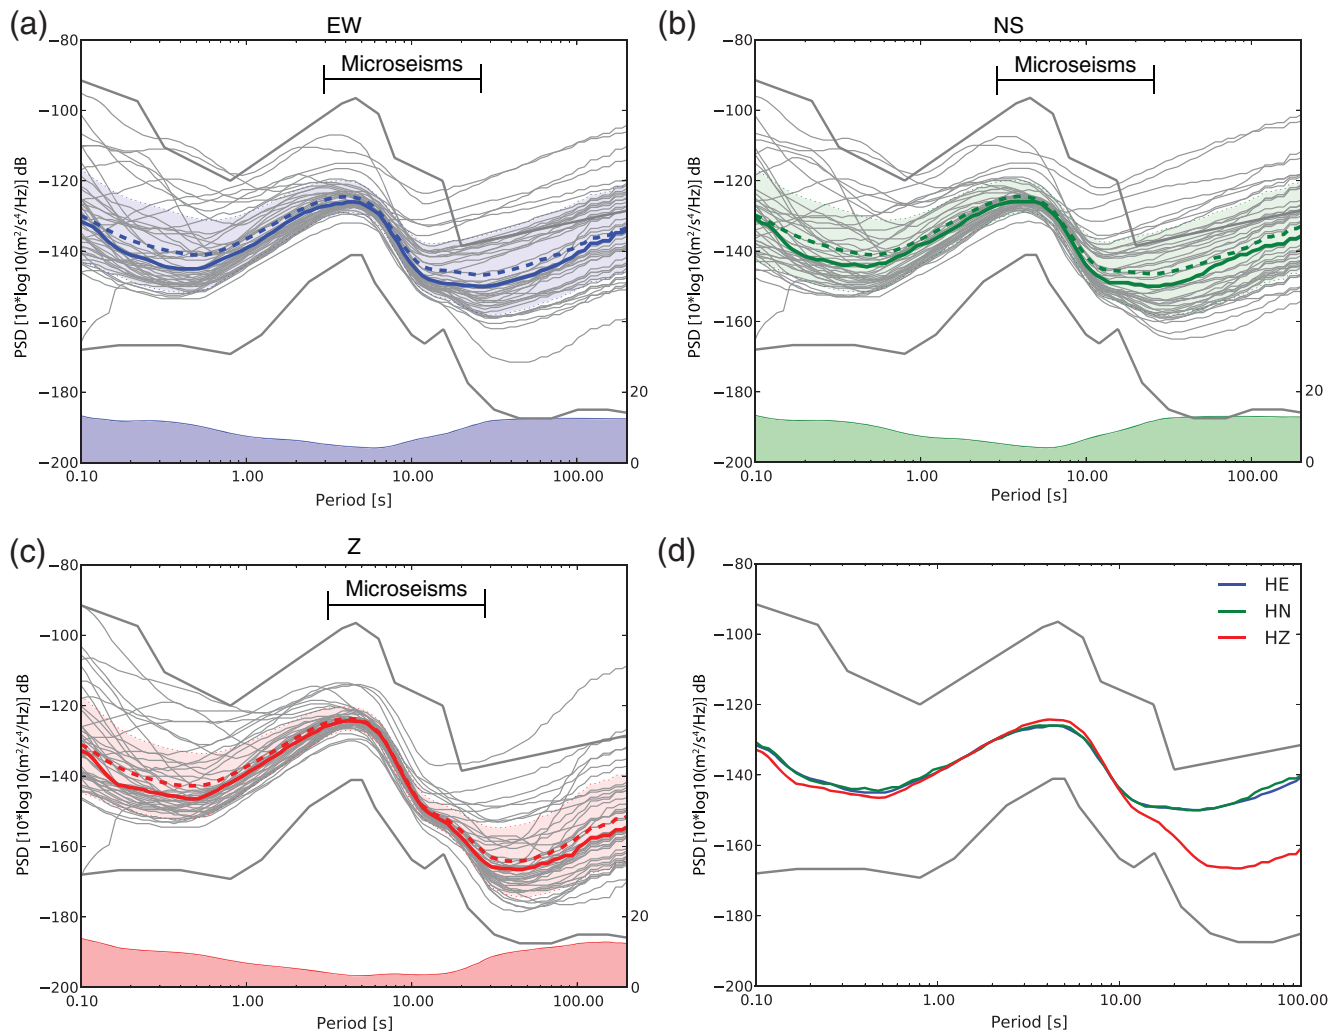 (a)
EW
Microseisms
−80
−100
−120
−140
−160
−180
−200
20
0
0.10
1.00
10.00
100.00
PSD [10*log10(m²/s⁴/Hz)] dB
Period [s]
(b)
NS
Microseisms
−80
−100
−120
−140
−160
−180
−200
20
0
0.10
1.00
10.00
100.00
PSD [10*log10(m²/s⁴/Hz)] dB
Period [s]
(c)
Z
Microseisms
−80
−100
−120
−140
−160
−180
−200
20
0
0.10
1.00
10.00
100.00
PSD [10*log10(m²/s⁴/Hz)] dB
Period [s]
(d)
HE
HN
HZ
−80
−100
−120
−140
−160
−180
−200
0.10
1.00
10.00
100.00
PSD [10*log10(m²/s⁴/Hz)] dB
Period [s]